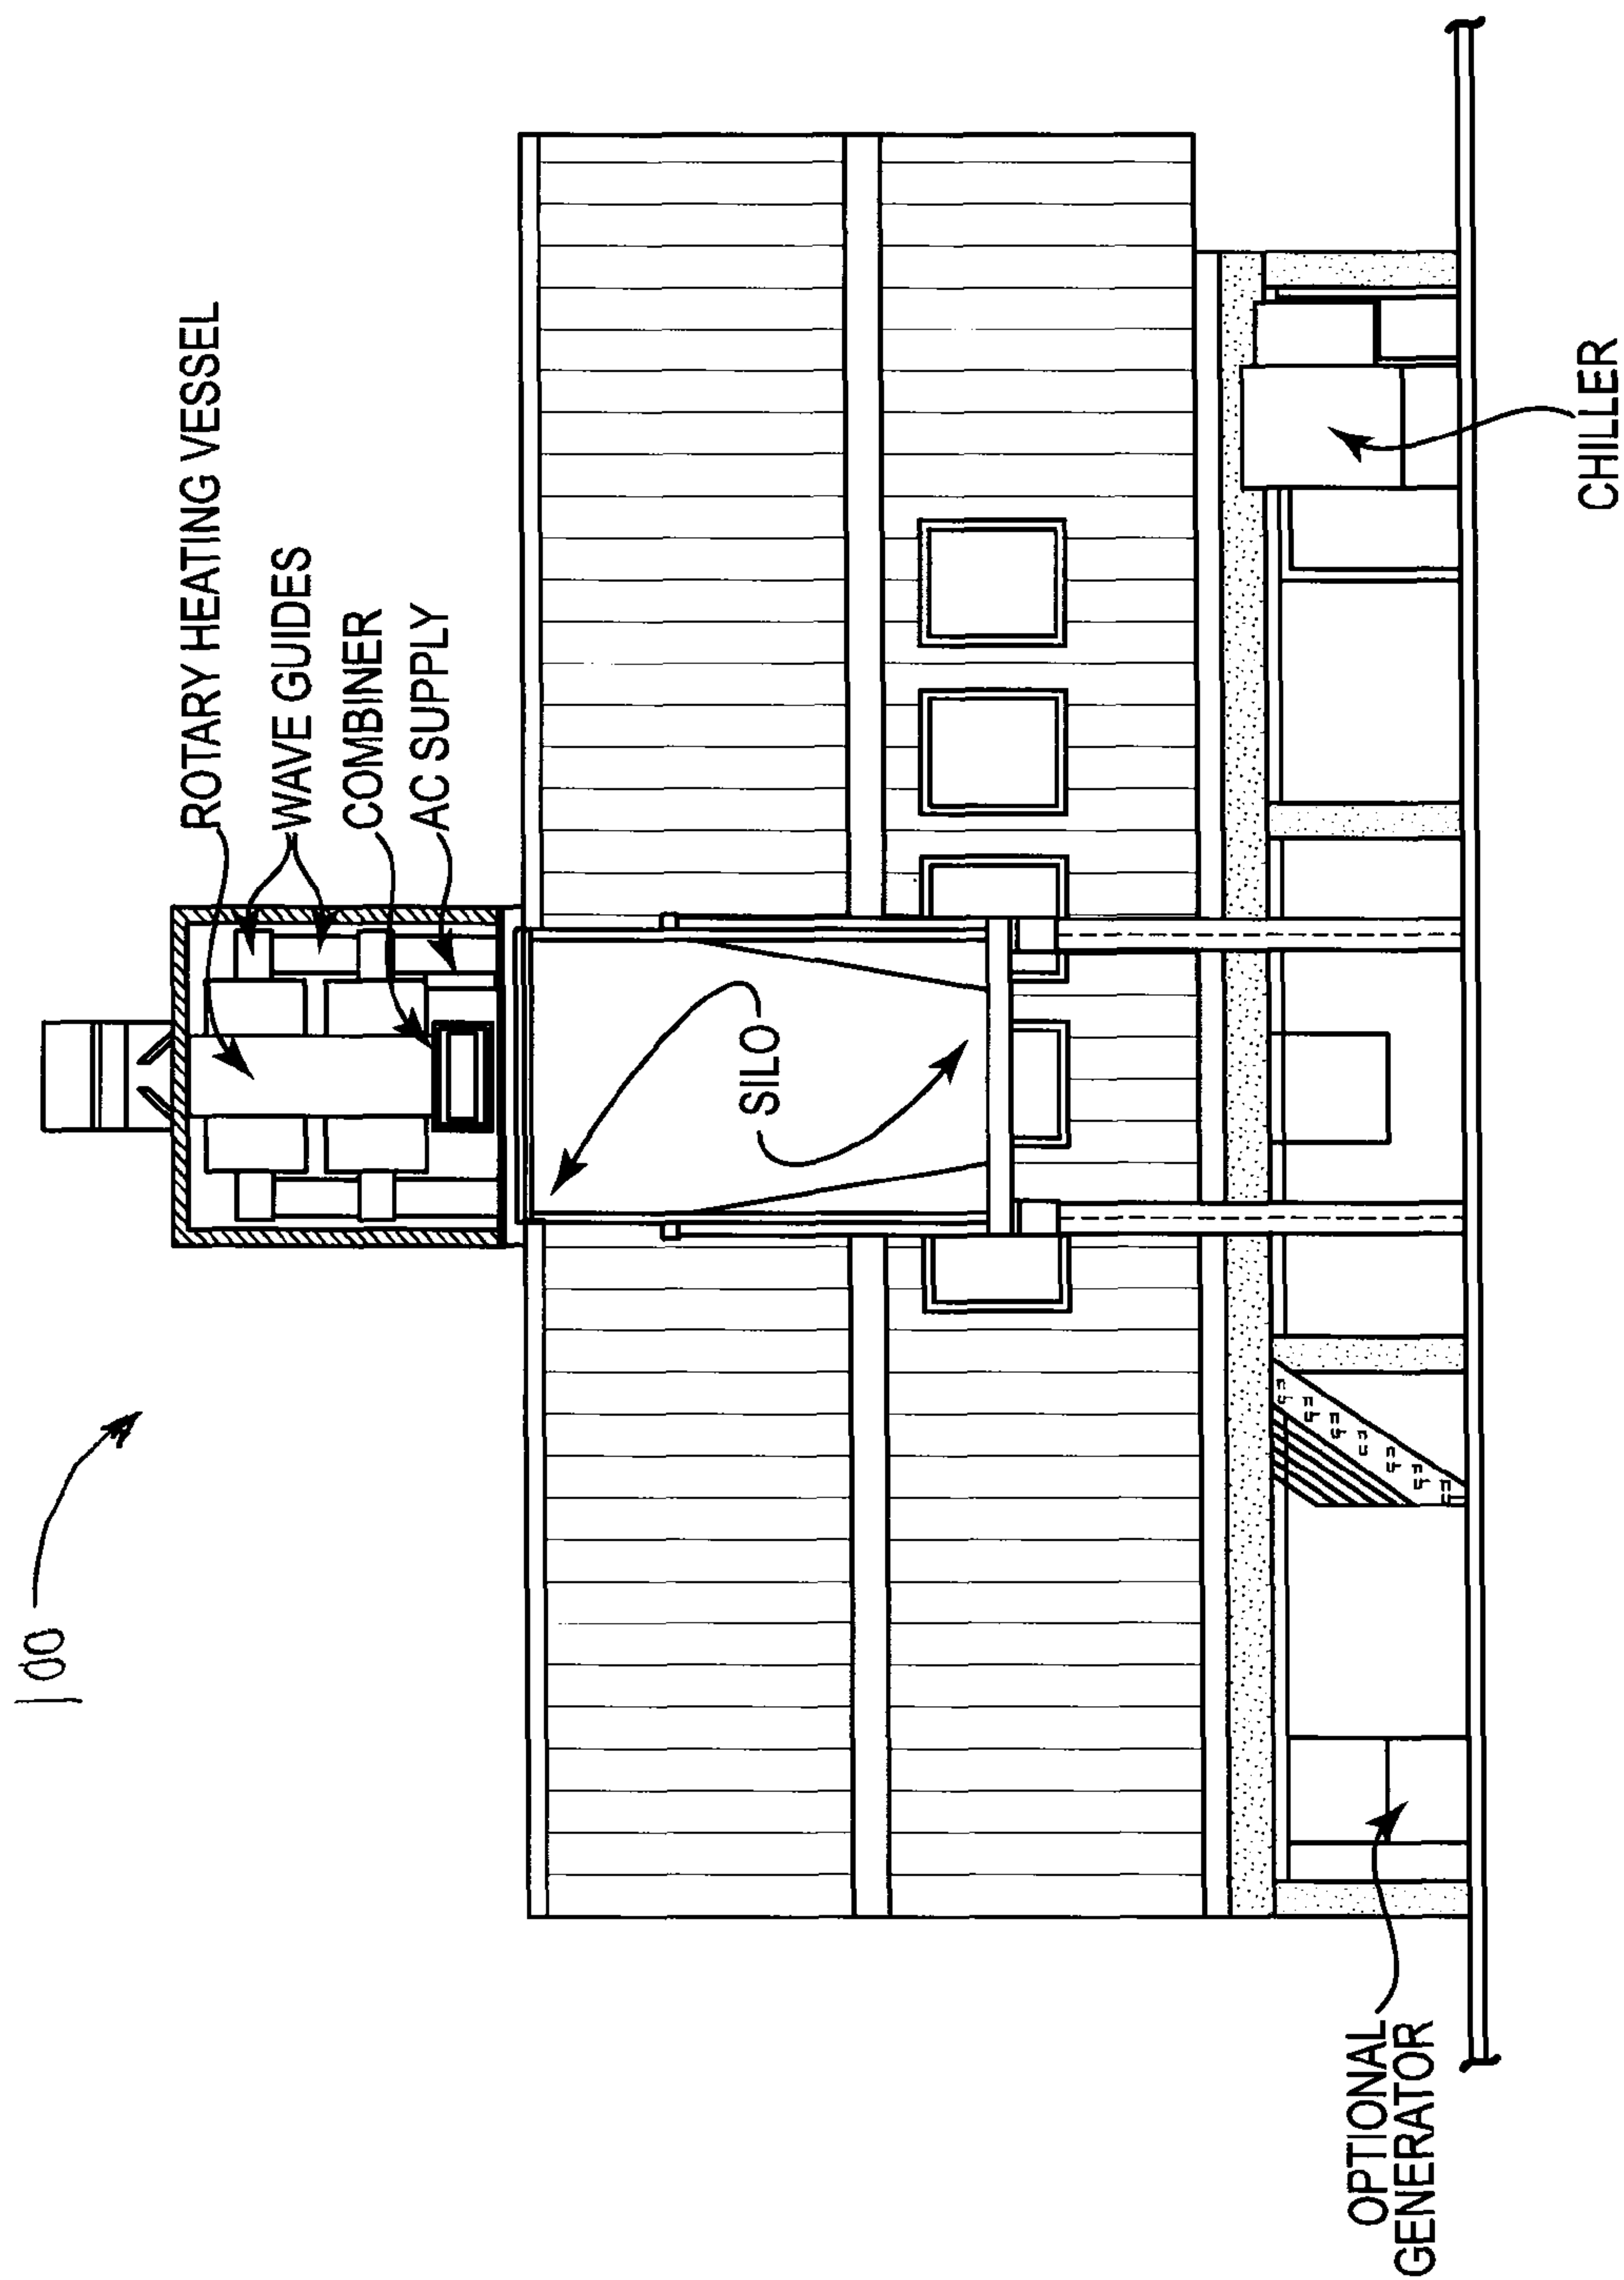 100
ROTARY HEATING VESSEL
WAVE GUIDES
COMBINER
AC SUPPLY
SILO
OPTIONAL
GENERATOR
CHILLER